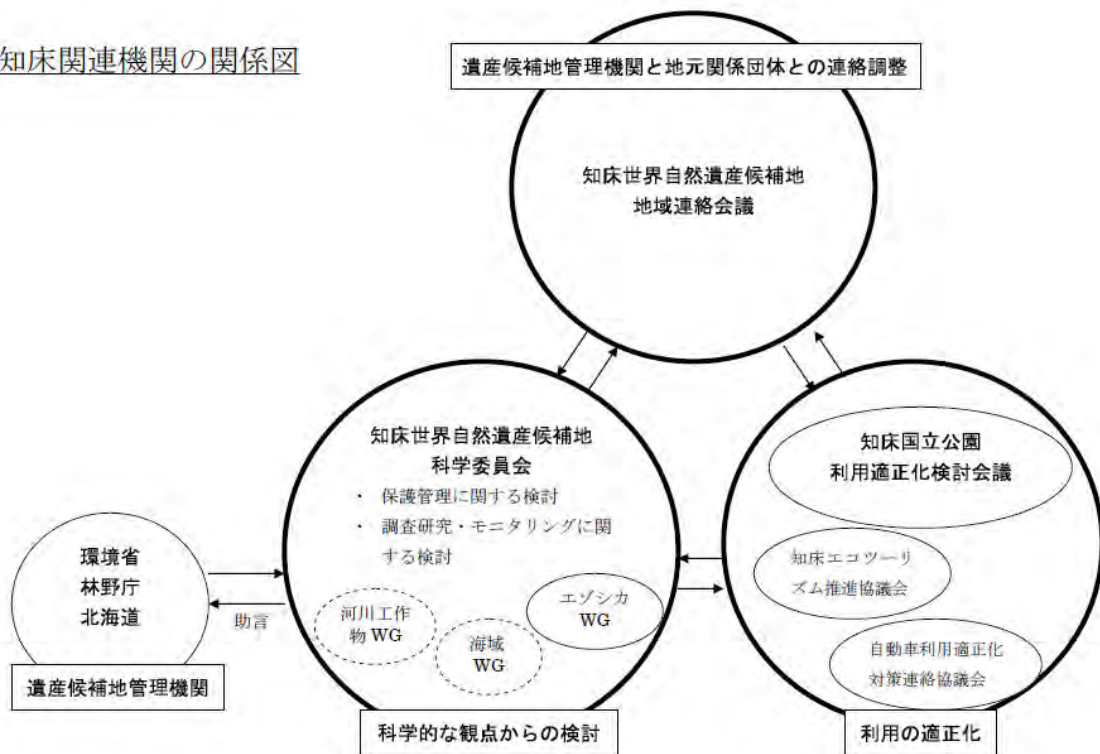 知床関連機関の関係図
遺産候補地管理機関と地元関係団体との連絡調整
知床世界自然遺産候補地
地域連絡会議
知床世界自然遺産候補地
科学委員会
・ 保護管理に関する検討
・ 調査研究・モニタリングに関
する検討
河川工作
物 WG
海域
WG
エゾシカ
WG
科学的な観点からの検討
知床国立公園
利用適正化検討会議
知床エコツーリ
ズム推進協議会
自動車利用適正化
対策連絡協議会
利用の適正化
環境省
林野庁
北海道
助言
遺産候補地管理機関